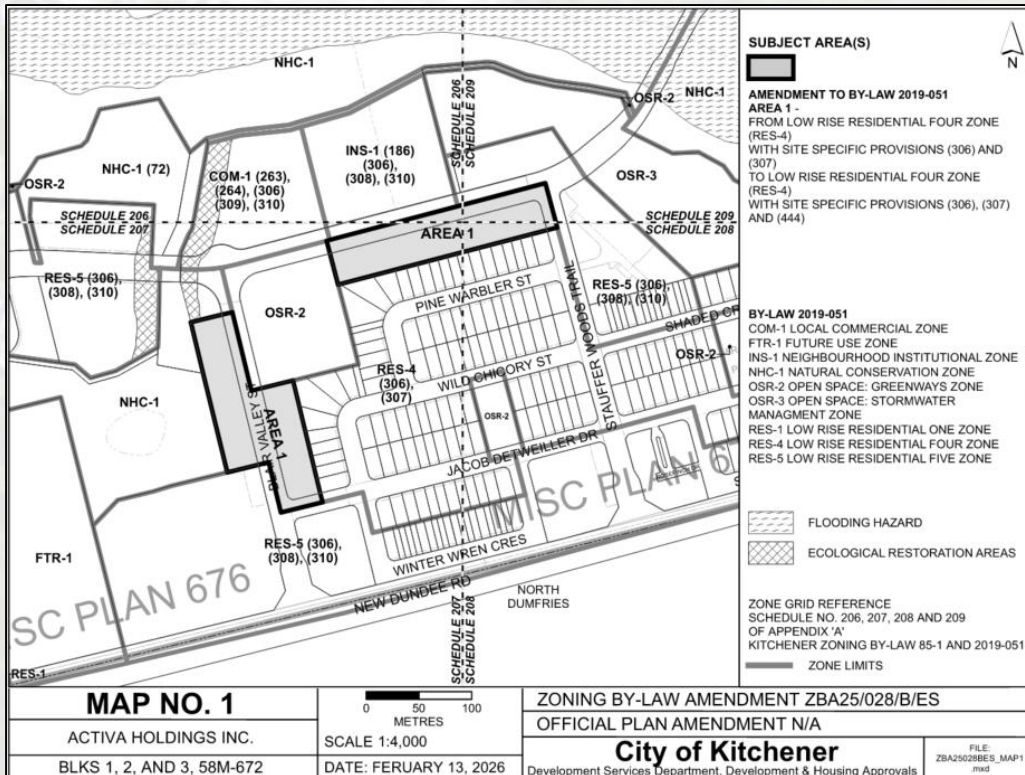 NHC-1
SCHEDULE 206
SCHEDULE 209
OSR-2
NHC-1
NHC-1 (72)
OSR-2
COM-1 (263),
(264), (306)
(309), (310)
INS-1 (186)
(306),
(308), (310)
OSR-3
SCHEDULE 206
SCHEDULE 207
SCHEDULE 209
SCHEDULE 208
AREA 1
RES-5 (306),
(308), (310)
OSR-2
PINE WARBLER ST
RES-5 (306),
(308), (310)
STAUFFER WOODS TRAIL
SHADED CR
OSR-2
RES-4
(306),
(307)
WILD CHICORY ST
OSR-2
NHC-1
BLAIR VALLEY ST
AREA 1
JACOB DETWEILLER DR
MISC PLAN 6
FTR-1
RES-5 (306),
(308), (310)
WINTER WREN CRES
SC PLAN 676
NEW DUNDEE RD
NORTH
DUMFRIES
SCHEDULE 207
SCHEDULE 208
RES-1
SUBJECT AREA(S)
N
AMENDMENT TO BY-LAW 2019-051
AREA 1 -
FROM LOW RISE RESIDENTIAL FOUR ZONE
(RES-4)
WITH SITE SPECIFIC PROVISIONS (306) AND
(307)
TO LOW RISE RESIDENTIAL FOUR ZONE
(RES-4)
WITH SITE SPECIFIC PROVISIONS (306), (307)
AND (444)
BY-LAW 2019-051
COM-1 LOCAL COMMERCIAL ZONE
FTR-1 FUTURE USE ZONE
INS-1 NEIGHBOURHOOD INSTITUTIONAL ZONE
NHC-1 NATURAL CONSERVATION ZONE
OSR-2 OPEN SPACE: GREENWAYS ZONE
OSR-3 OPEN SPACE: STORMWATER
MANAGMENT ZONE
RES-1 LOW RISE RESIDENTIAL ONE ZONE
RES-4 LOW RISE RESIDENTIAL FOUR ZONE
RES-5 LOW RISE RESIDENTIAL FIVE ZONE
FLOODING HAZARD
ECOLOGICAL RESTORATION AREAS
ZONE GRID REFERENCE
SCHEDULE NO. 206, 207, 208 AND 209
OF APPENDIX 'A'
KITCHENER ZONING BY-LAW 85-1 AND 2019-051
ZONE LIMITS
MAP NO. 1
ACTIVA HOLDINGS INC.
BLKS 1, 2, AND 3, 58M-672
0 50 100
METRES
SCALE 1:4,000
DATE: FERUARY 13, 2026
ZONING BY-LAW AMENDMENT ZBA25/028/B/ES
OFFICIAL PLAN AMENDMENT N/A
City of Kitchener
Development Services Department, Development & Housing Approvals
FILE:
ZBA25028BES_MAP1
.mxd